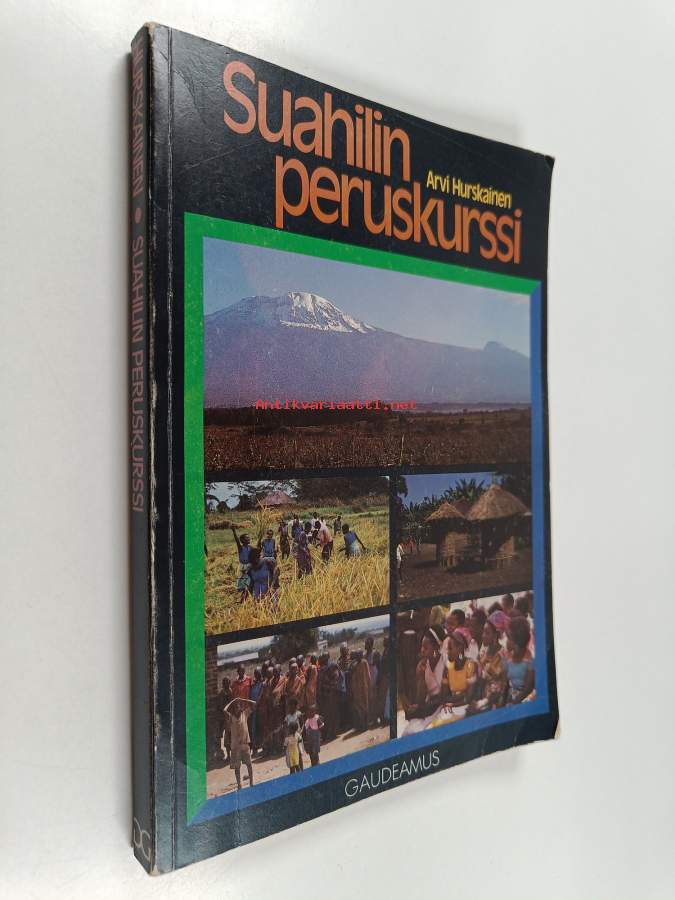 Suahilin
peruskurssi
Arvi Hurskainen
Antikvariaatti.net
GAUDEAMUS
HURSKAINEN • SUAHILIN PERUSKURSSI